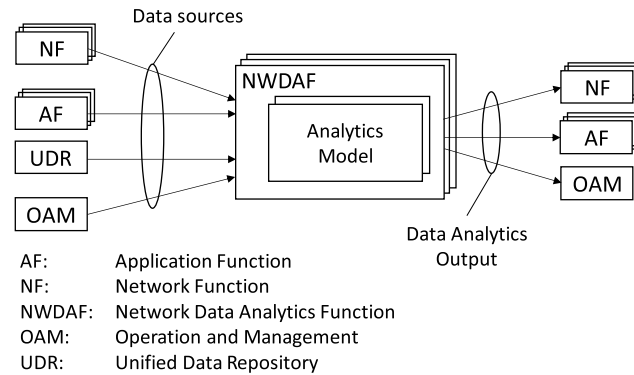 Data sources
NF
AF
UDR
OAM
NWDAF
Analytics
Model
NF
AF
OAM
Data Analytics
Output
AF: Application Function
NF: Network Function
NWDAF: Network Data Analytics Function
OAM: Operation and Management
UDR: Unified Data Repository